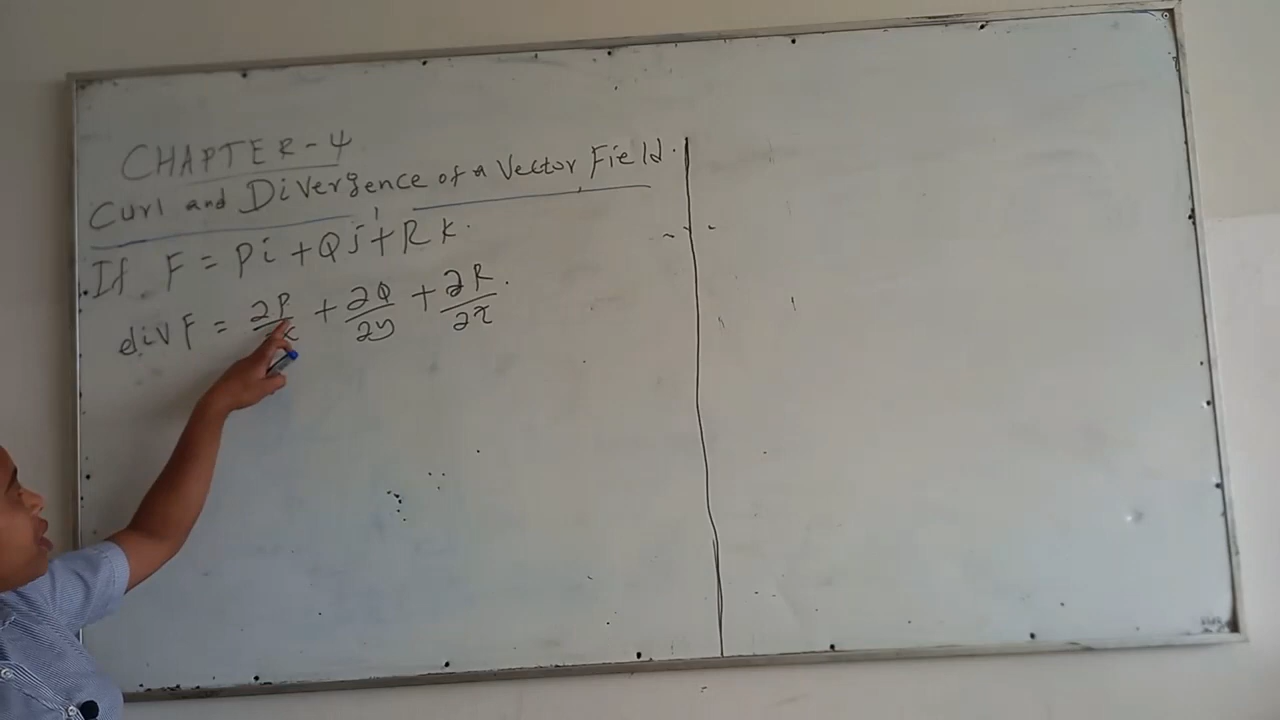 CHAPTER-4
Curl and Divergence of a Vector Field.
If F = Pi + Qj + Rk.
div F = ∂P/∂x + ∂Q/∂y + ∂R/∂z.